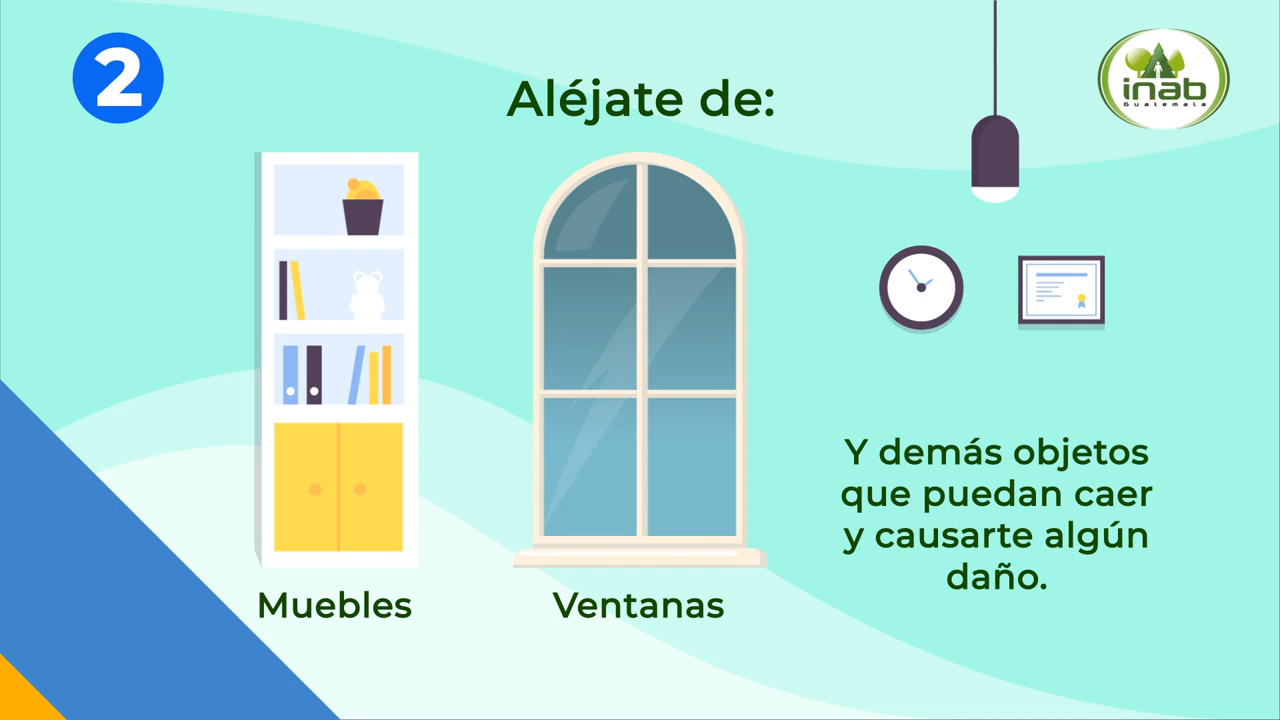 2
Aléjate de:
inab
Guatemala
Muebles
Ventanas
Y demás objetos
que puedan caer
y causarte algún
daño.